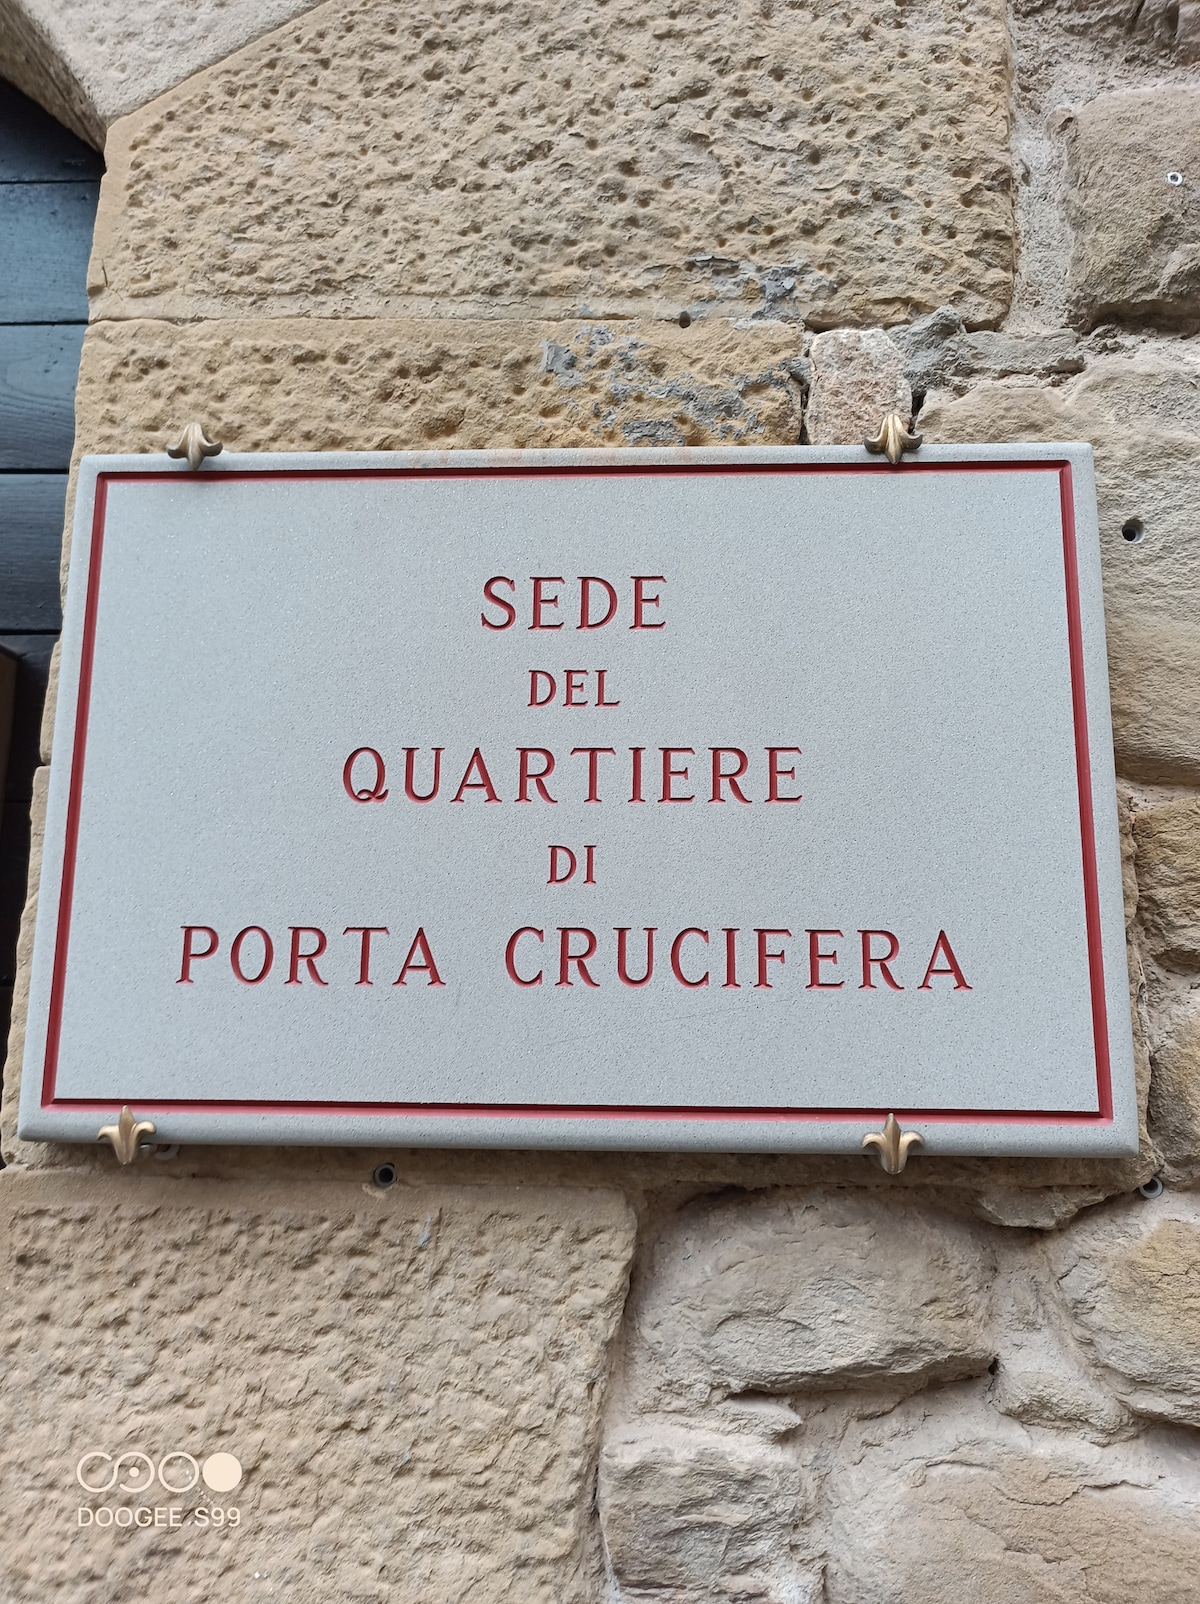 SEDE
DEL
QUARTIERE
DI
PORTA CRUCIFERA
DOOGEE S99